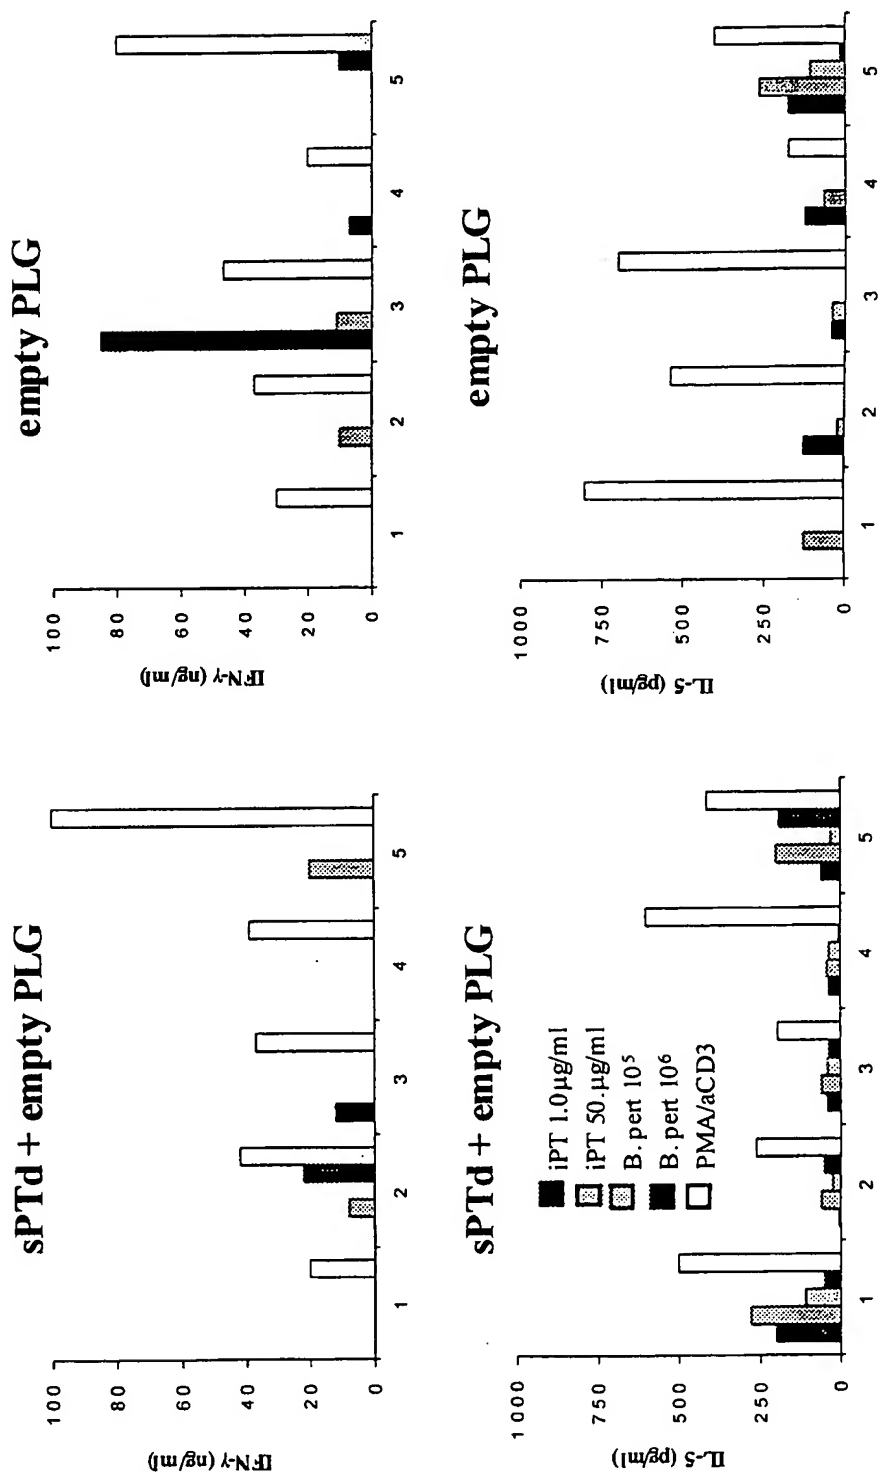 empty PLG
IFN-γ (ng/ml)
100
80
60
40
20
0
1 2 3 4 5
empty PLG
IL-5 (pg/ml)
1000
750
500
250
0
1 2 3 4 5
sPTd + empty PLG
IFN-γ (ng/ml)
100
80
60
40
20
0
1 2 3 4 5
sPTd + empty PLG
iPT 1.0µg/ml
iPT 50.µg/ml
B. pert 10⁵
B. pert 10⁶
PMA/aCD3
IL-5 (pg/ml)
1000
750
500
250
0
1 2 3 4 5